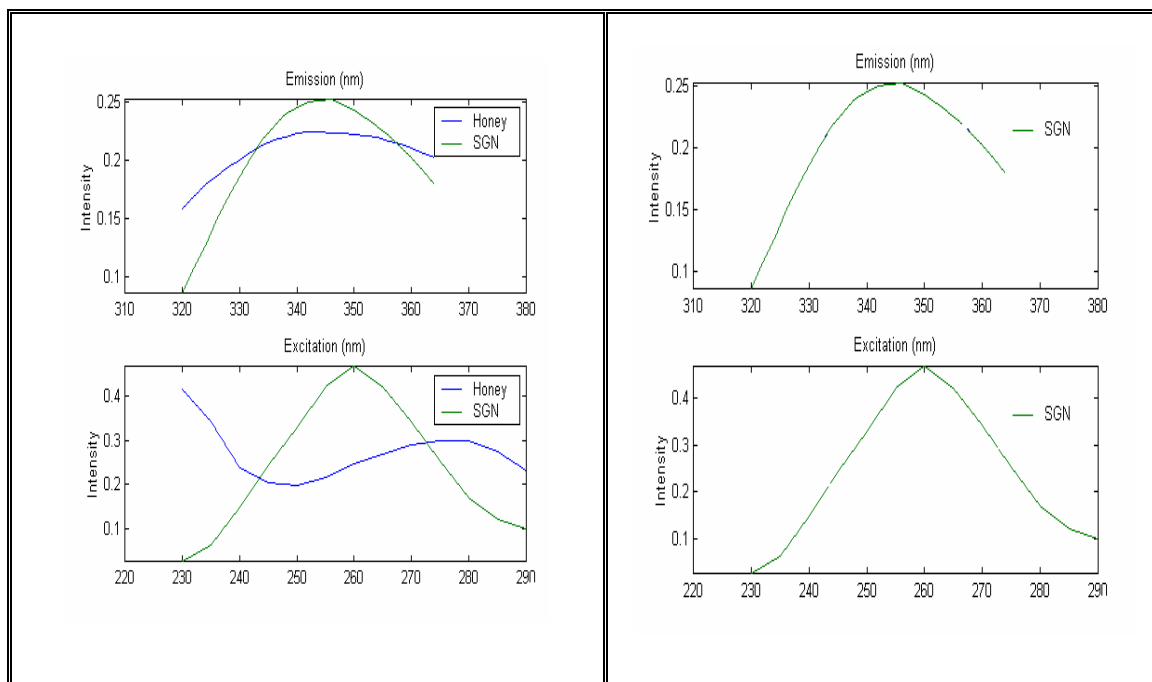 Emission (nm)
0.25
0.2
0.15
0.1
Intensity
Honey
SGN
310 320 330 340 350 360 370 380
Excitation (nm)
0.4
0.3
0.2
0.1
Intensity
Honey
SGN
220 230 240 250 260 270 280 290
Emission (nm)
0.25
0.2
0.15
0.1
Intensity
SGN
310 320 330 340 350 360 370 380
Excitation (nm)
0.4
0.3
0.2
0.1
Intensity
SGN
220 230 240 250 260 270 280 290